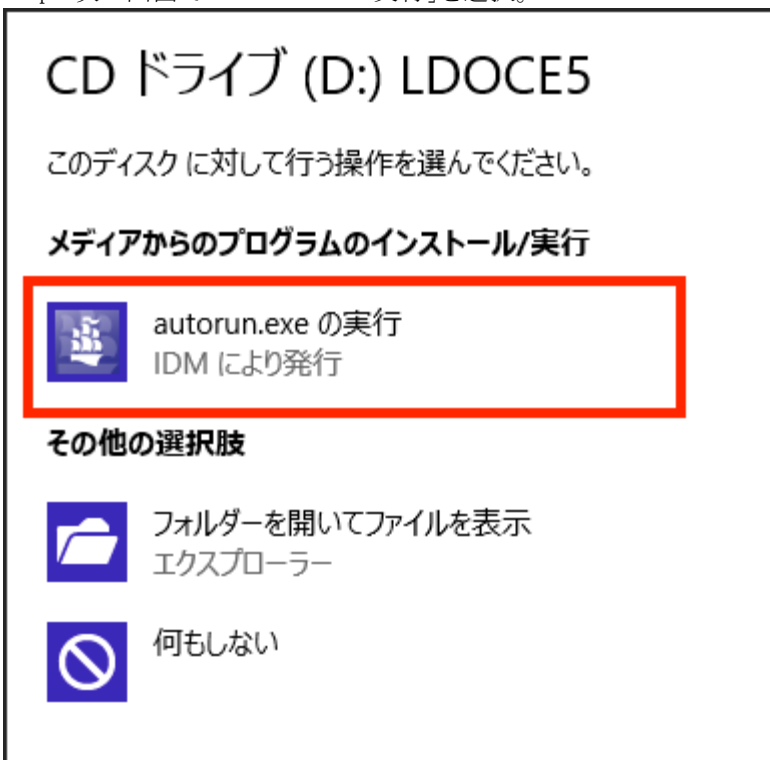 実行」を選択。
CD ドライブ (D:) LDOCE5
このディスク に対して行う操作を選んでください。
メディアからのプログラムのインストール/実行
autorun.exe の実行
IDM により発行
その他の選択肢
フォルダーを開いてファイルを表示
エクスプローラー
何もしない